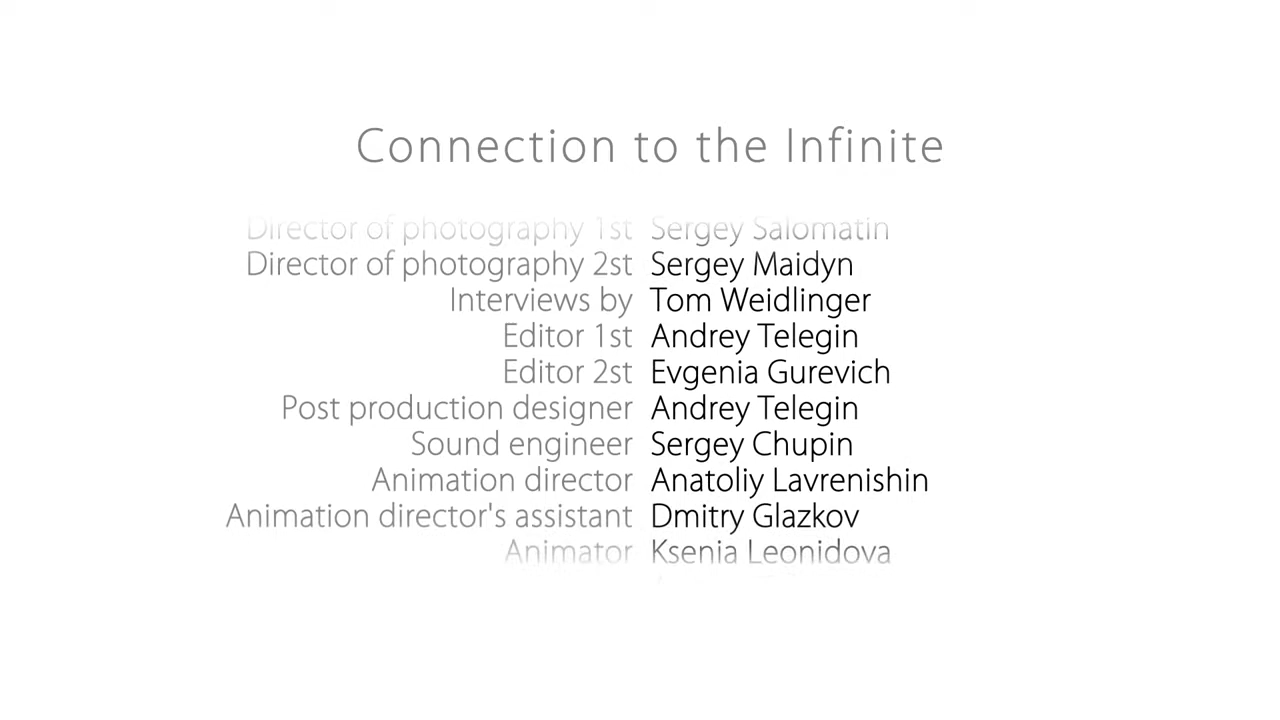 Connection to the Infinite
Director of photography 1st Sergey Salomatin
Director of photography 2st Sergey Maidyn
Interviews by Tom Weidlinger
Editor 1st Andrey Telegin
Editor 2st Evgenia Gurevich
Post production designer Andrey Telegin
Sound engineer Sergey Chupin
Animation director Anatoliy Lavrenishin
Animation director's assistant Dmitry Glazkov
Animator Ksenia Leonidova